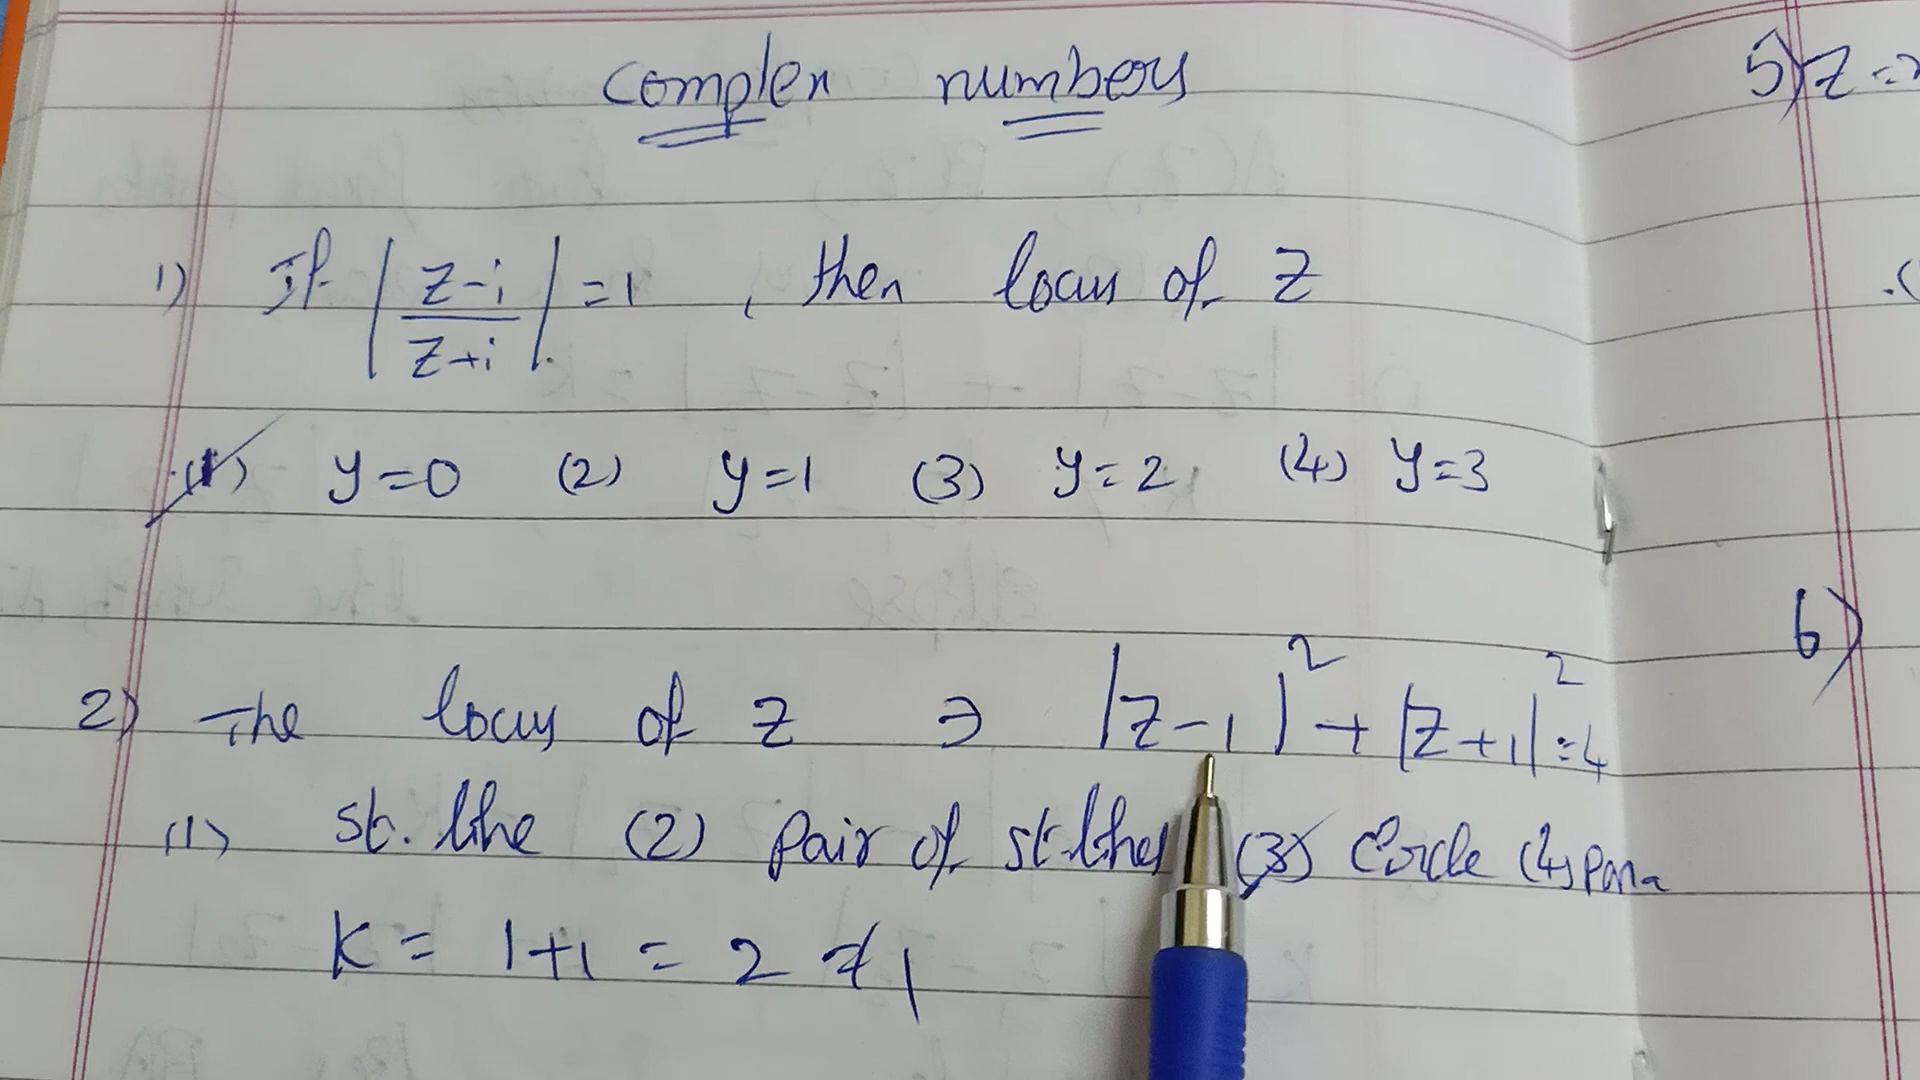 Complex numbers
1) If |z-i/z+i| = 1, then locus of z
(1) y=0 (2) y=1 (3) y=2 (4) y=3
2) The locus of z ∋ |z-1|² + |z+1|² = 4
(1) st. line (2) Pair of st. lines (3) Circle (4) para
K = 1+1 = 2 ≠ 1
5) z =
6)